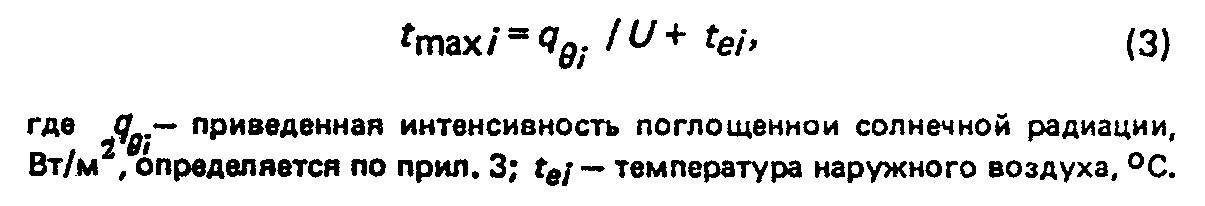 t_max i = q_θi / U + t_ei, (3)
где q_θi — приведенная интенсивность поглощенной солнечной радиации,
Вт/м², определяется по прил. 3; t_ei — температура наружного воздуха, °С.